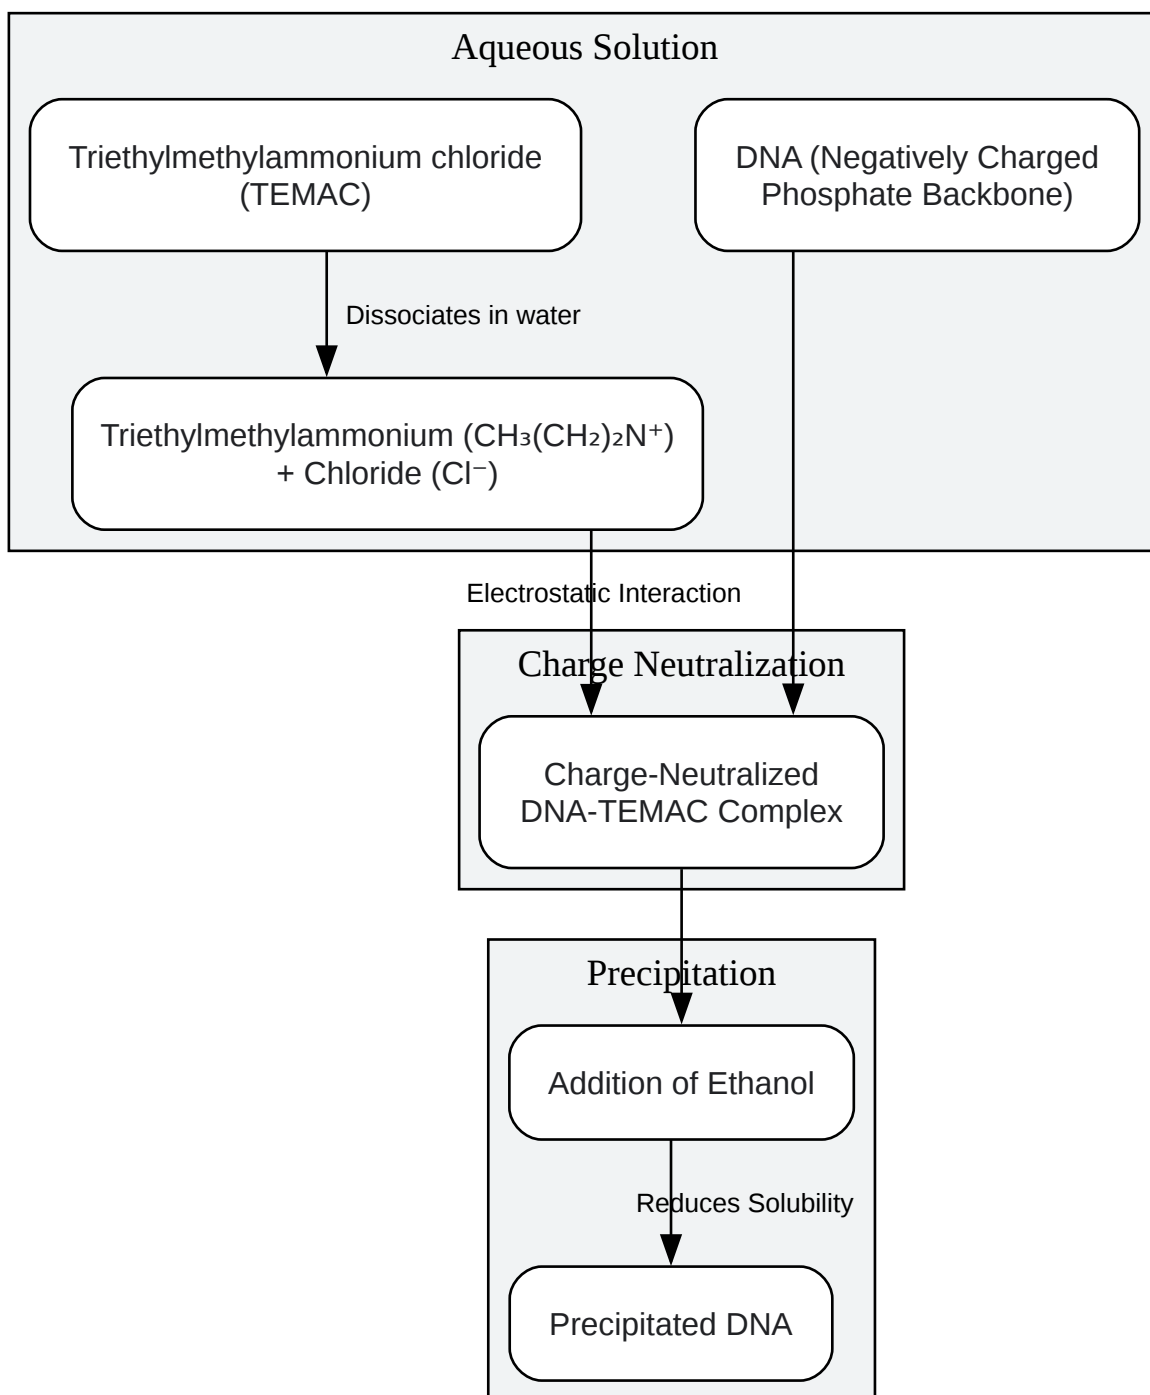 Aqueous Solution
Triethylmethylammonium chloride
(TEMAC)
DNA (Negatively Charged
Phosphate Backbone)
Dissociates in water
Triethylmethylammonium (CH₃(CH₂)₂N⁺)
+ Chloride (Cl⁻)
Electrostatic Interaction
Charge Neutralization
Charge-Neutralized
DNA-TEMAC Complex
Precipitation
Addition of Ethanol
Reduces Solubility
Precipitated DNA